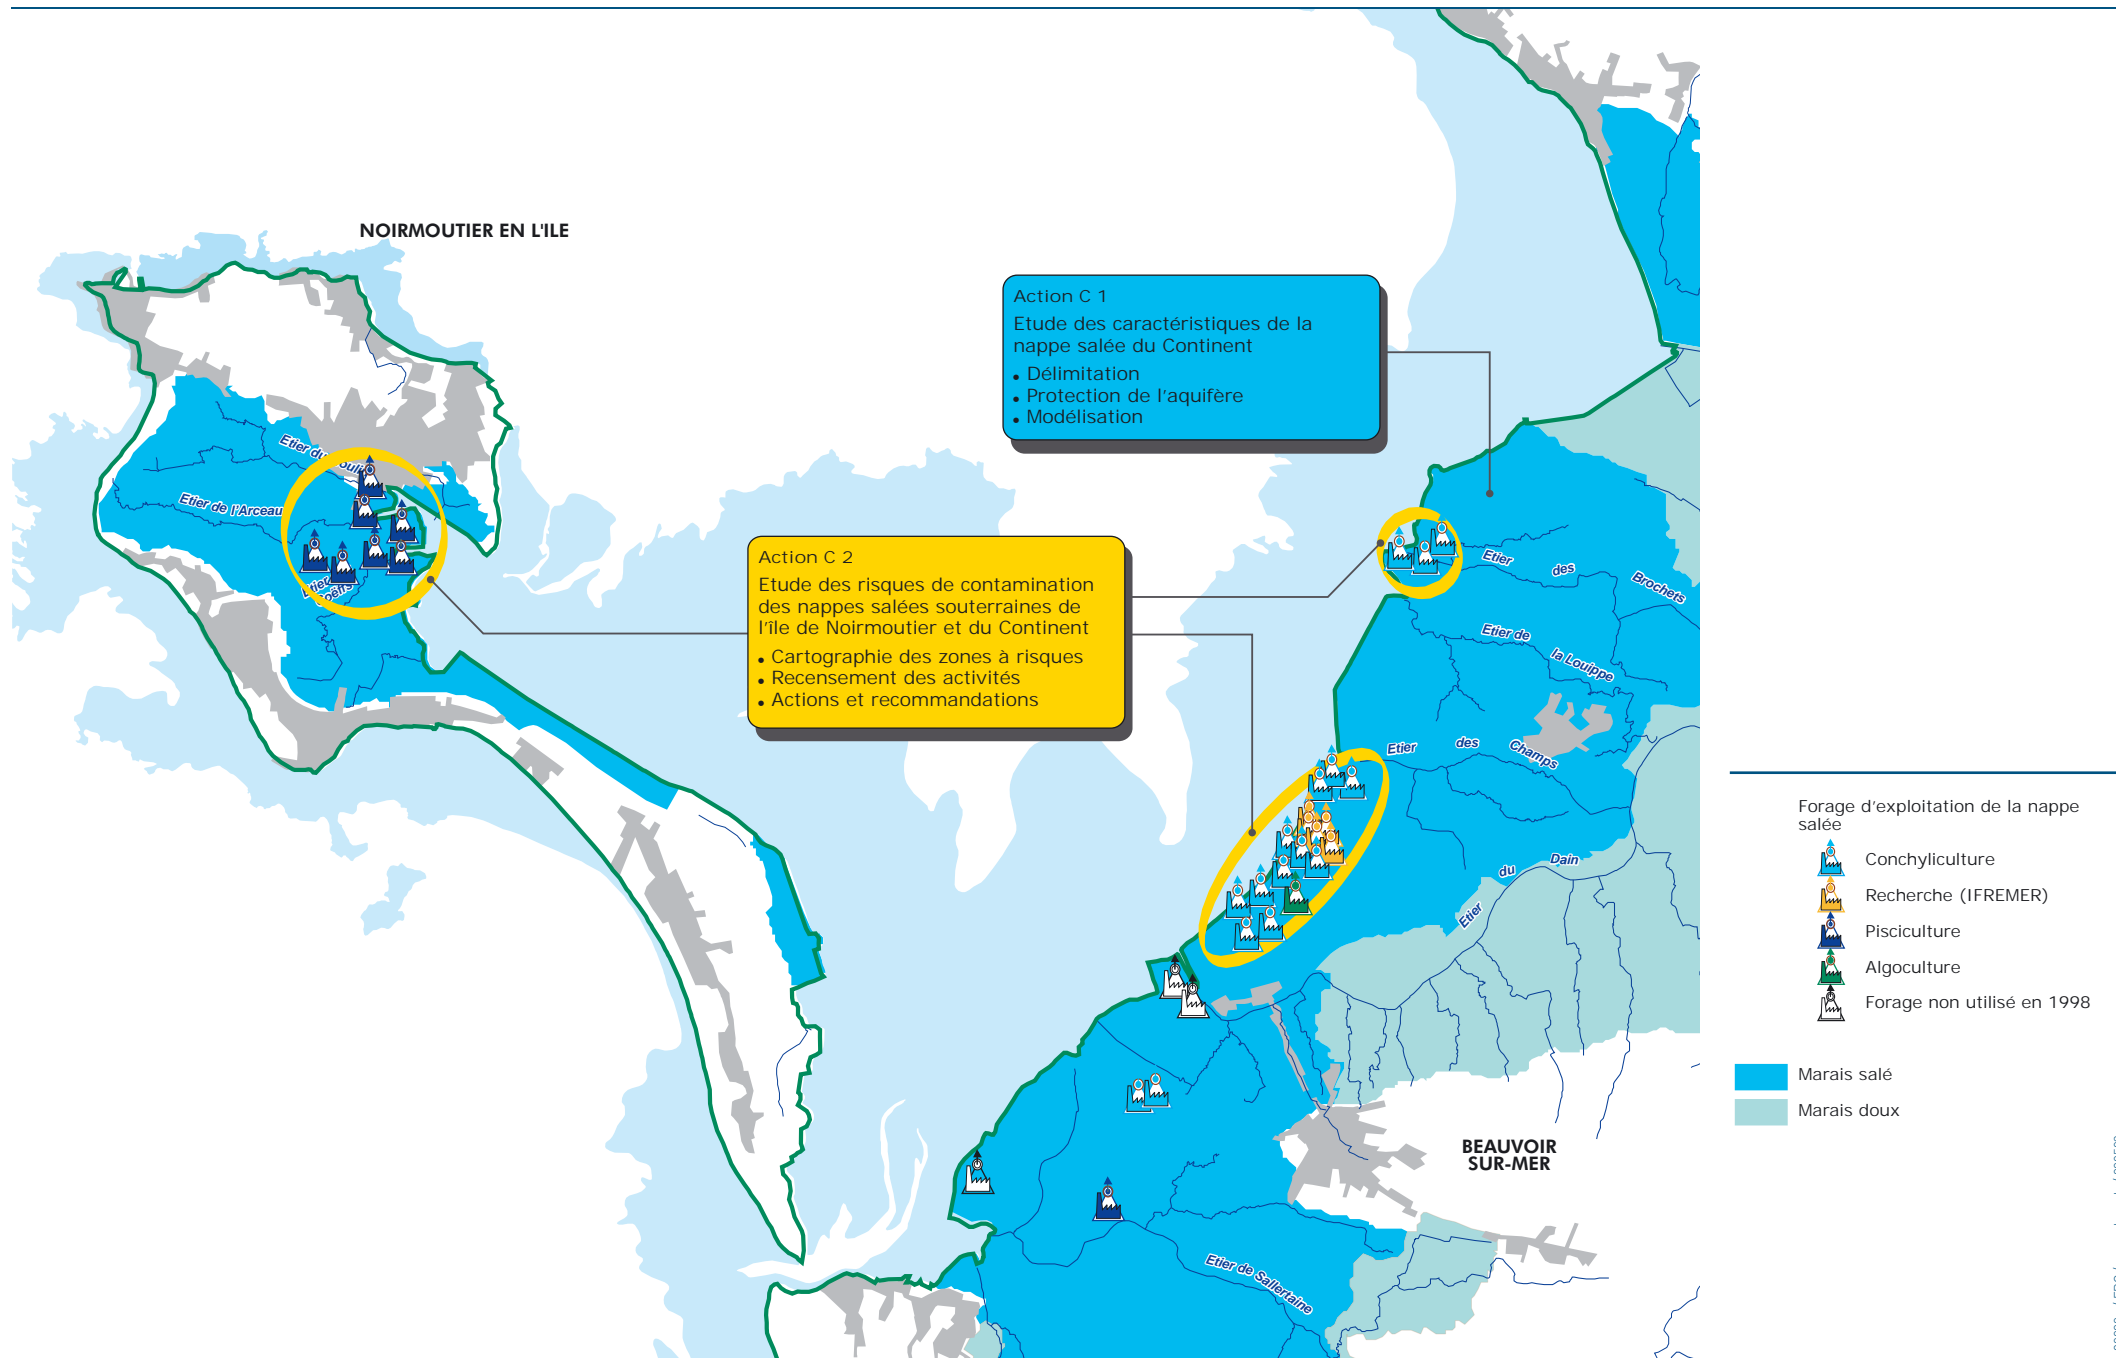 NOIRMOUTIER EN L'ILE
Action C 1
Etude des caractéristiques de la
nappe salée du Continent
• Délimitation
• Protection de l'aquifère
• Modélisation
Etier de l'Arceau
Action C 2
Etude des risques de contamination
des nappes salées souterraines de
l'île de Noirmoutier et du Continent
• Cartographie des zones à risques
• Recensement des activités
• Actions et recommandations
Etier des Brochets
Etier de
la Louippe
Etier des Champs
Etier du Dain
BEAUVOIR
SUR-MER
Etier de Sallertaine
Forage d'exploitation de la nappe
salée
Conchyliculture
Recherche (IFREMER)
Pisciculture
Algoculture
Forage non utilisé en 1998
Marais salé
Marais doux
Etier du
Etier